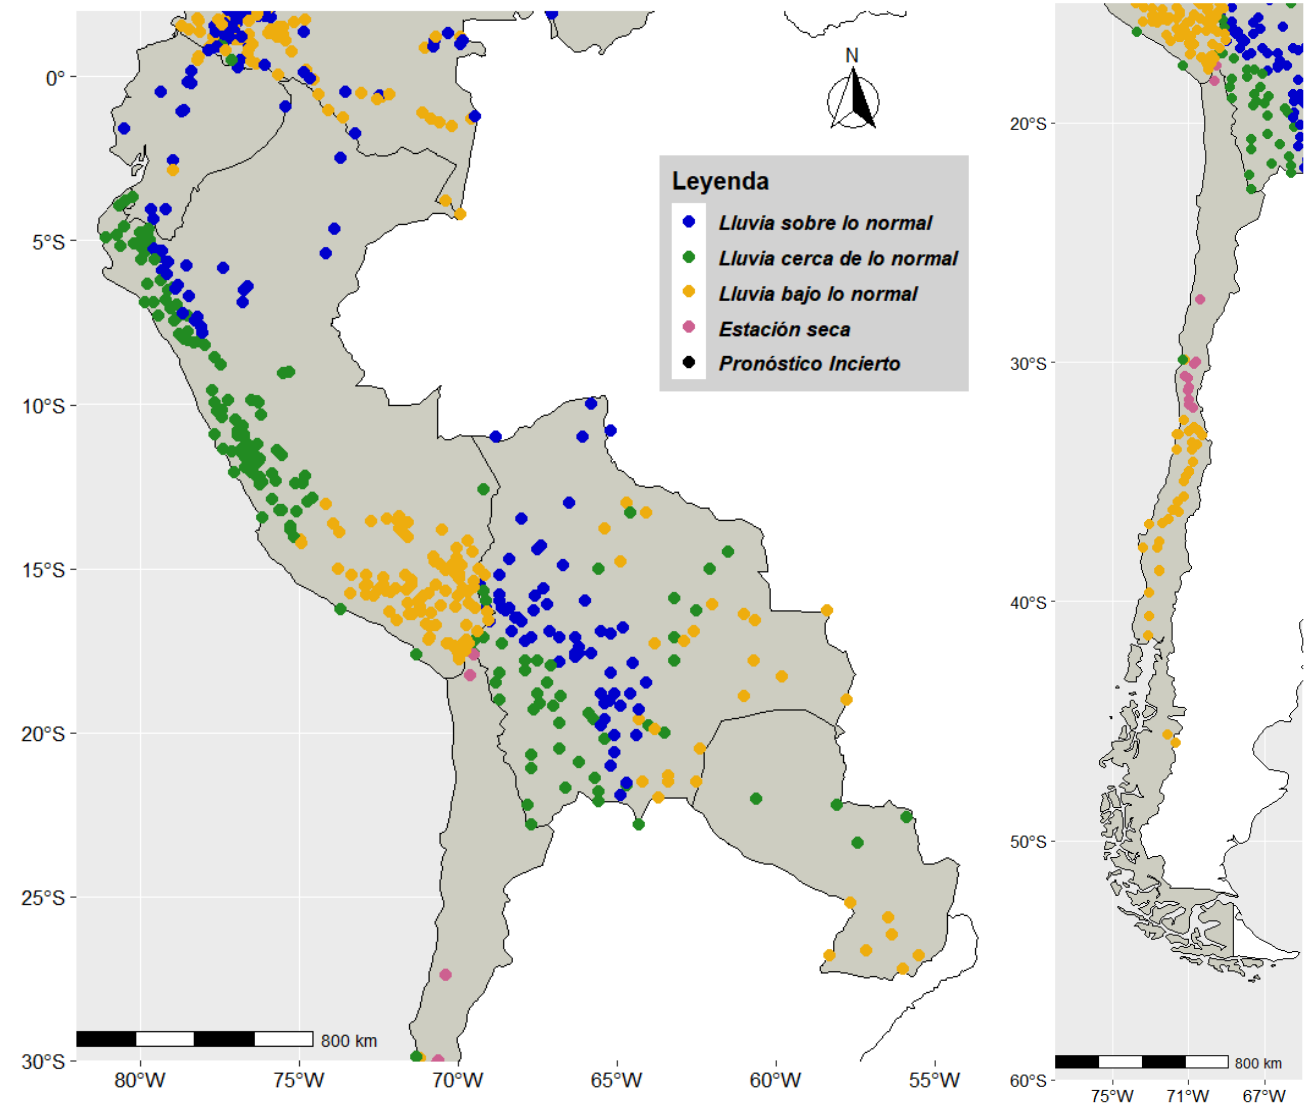 N
Leyenda
Lluvia sobre lo normal
Lluvia cerca de lo normal
Lluvia bajo lo normal
Estación seca
Pronóstico Incierto
0°
5°S
10°S
15°S
20°S
25°S
30°S
800 km
80°W
75°W
70°W
65°W
60°W
55°W
20°S
30°S
40°S
50°S
60°S
800 km
75°W
71°W
67°W